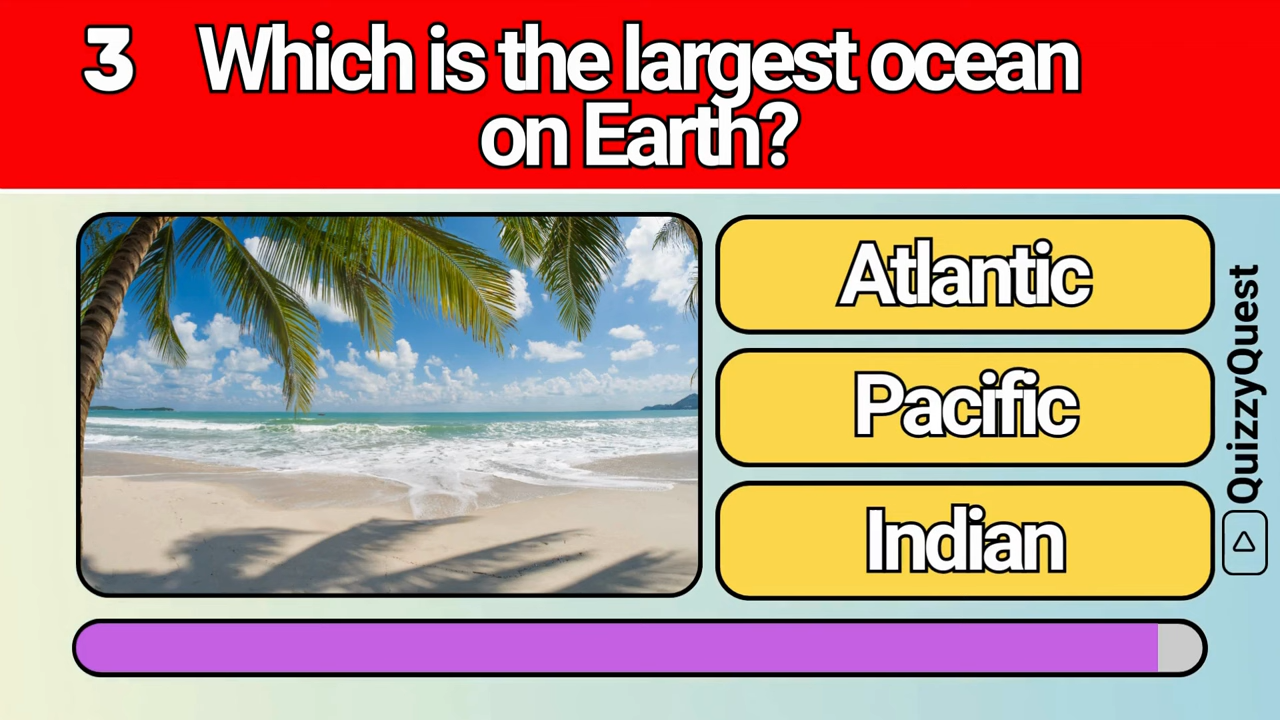 3 Which is the largest ocean
on Earth?
Atlantic
Pacific
Indian
QuizzyQuest